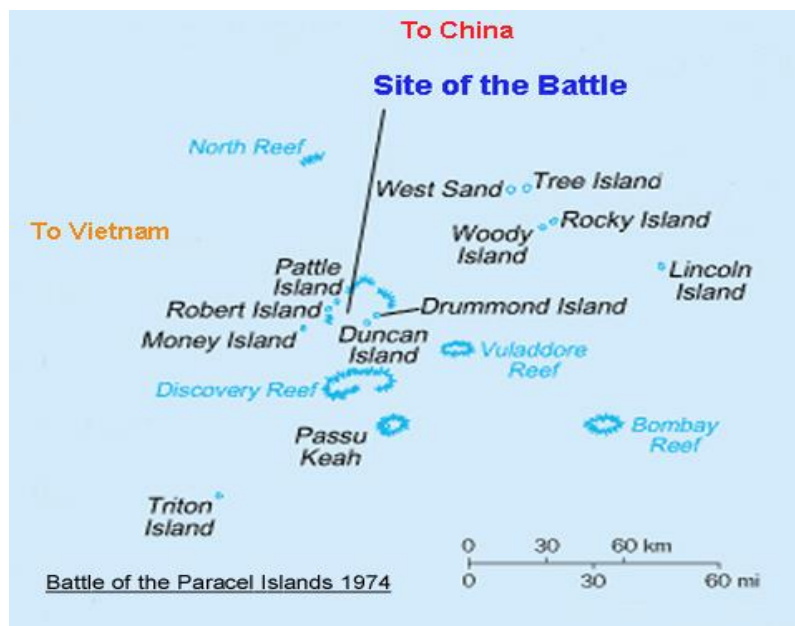 To China
Site of the Battle
North Reef
West Sand
Tree Island
To Vietnam
Woody
Island
Rocky Island
Pattle
Island
Lincoln
Island
Robert Island
Drummond Island
Money Island
Duncan
Island
Vuladdore
Reef
Discovery Reef
Passu
Keah
Bombay
Reef
Triton
Island
0 30 60 km
0 30 60 mi
Battle of the Paracel Islands 1974